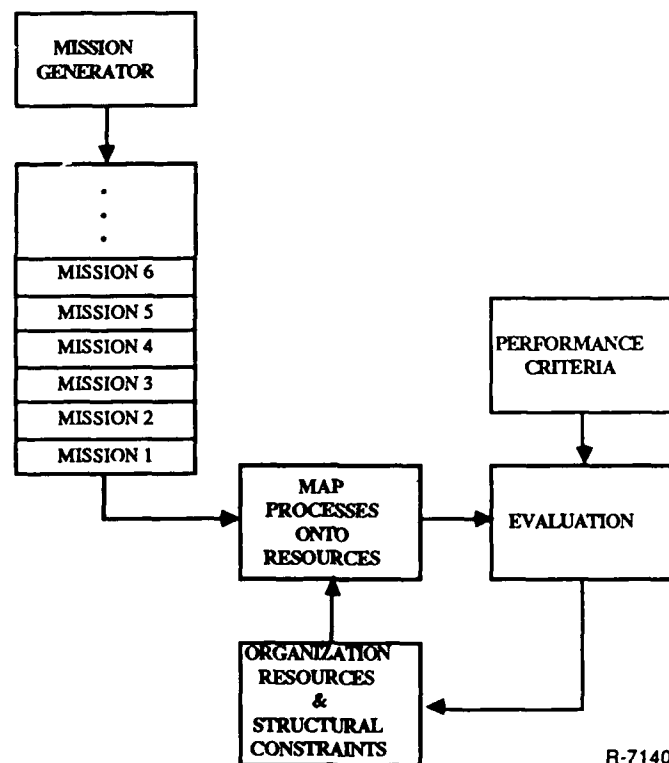 MISSION
GENERATOR
.
.
.
MISSION 6
MISSION 5
MISSION 4
MISSION 3
MISSION 2
MISSION 1
PERFORMANCE
CRITERIA
MAP
PROCESSES
ONTO
RESOURCES
EVALUATION
ORGANIZATION
RESOURCES
&
STRUCTURAL
CONSTRAINTS
R-7140